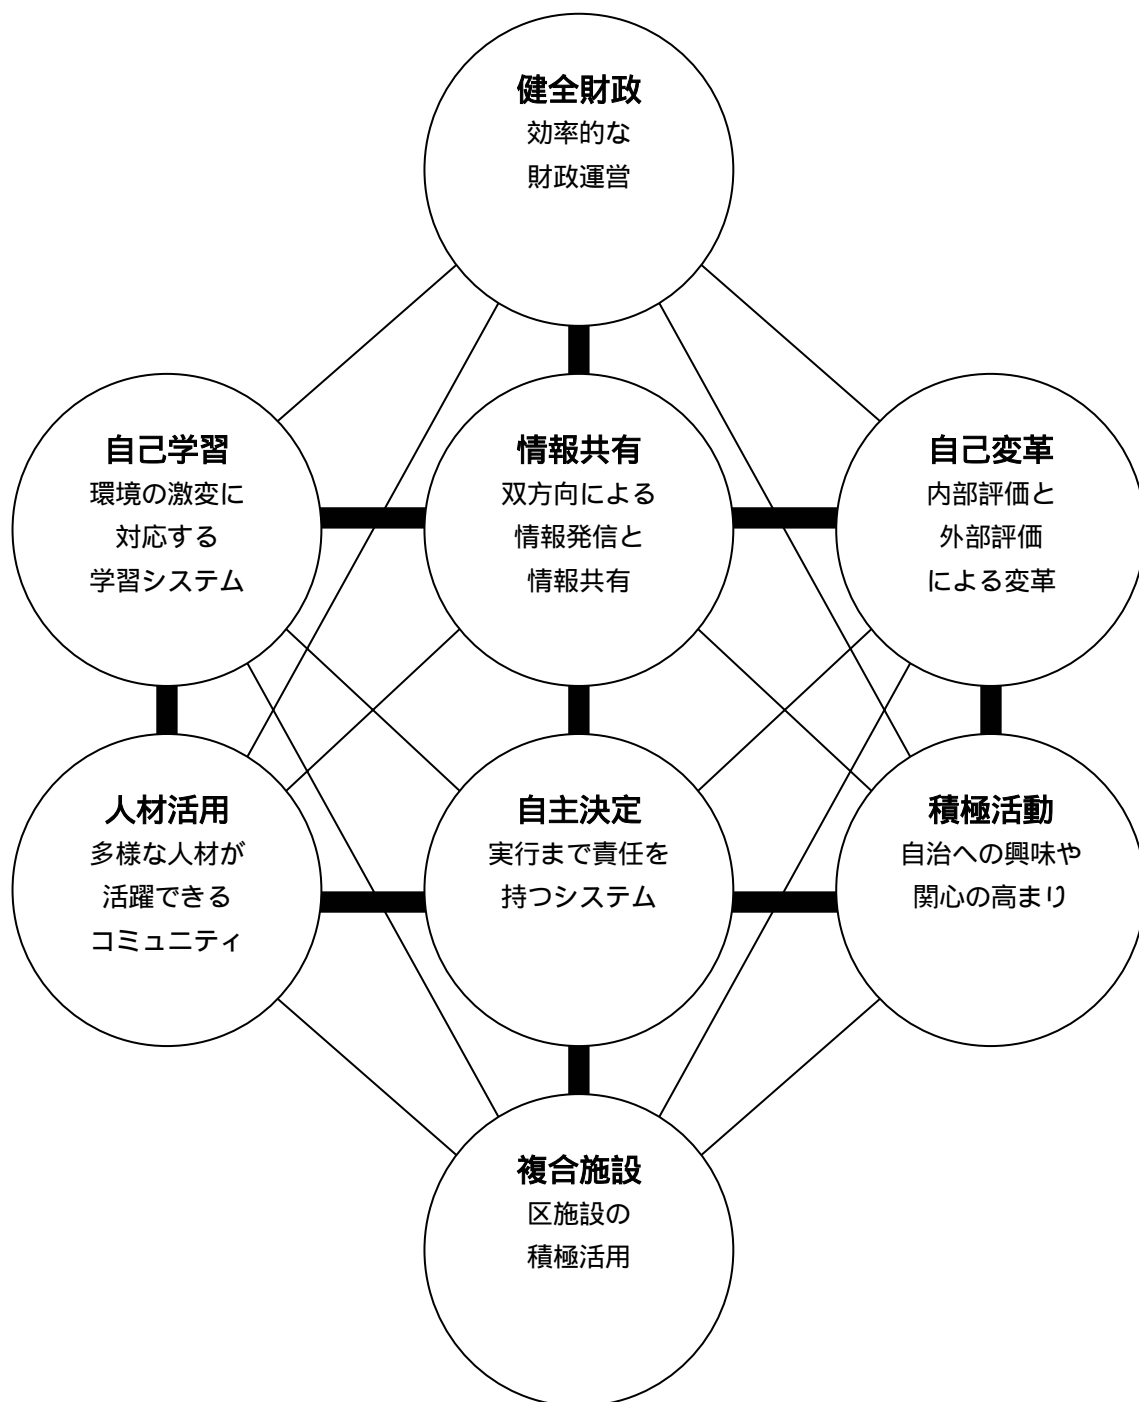 健全財政
効率的な
財政運営
自己学習
環境の激変に
対応する
学習システム
情報共有
双方向による
情報発信と
情報共有
自己変革
内部評価と
外部評価
による変革
人材活用
多様な人材が
活躍できる
コミュニティ
自主決定
実行まで責任を
持つシステム
積極活動
自治への興味や
関心の高まり
複合施設
区施設の
積極活用